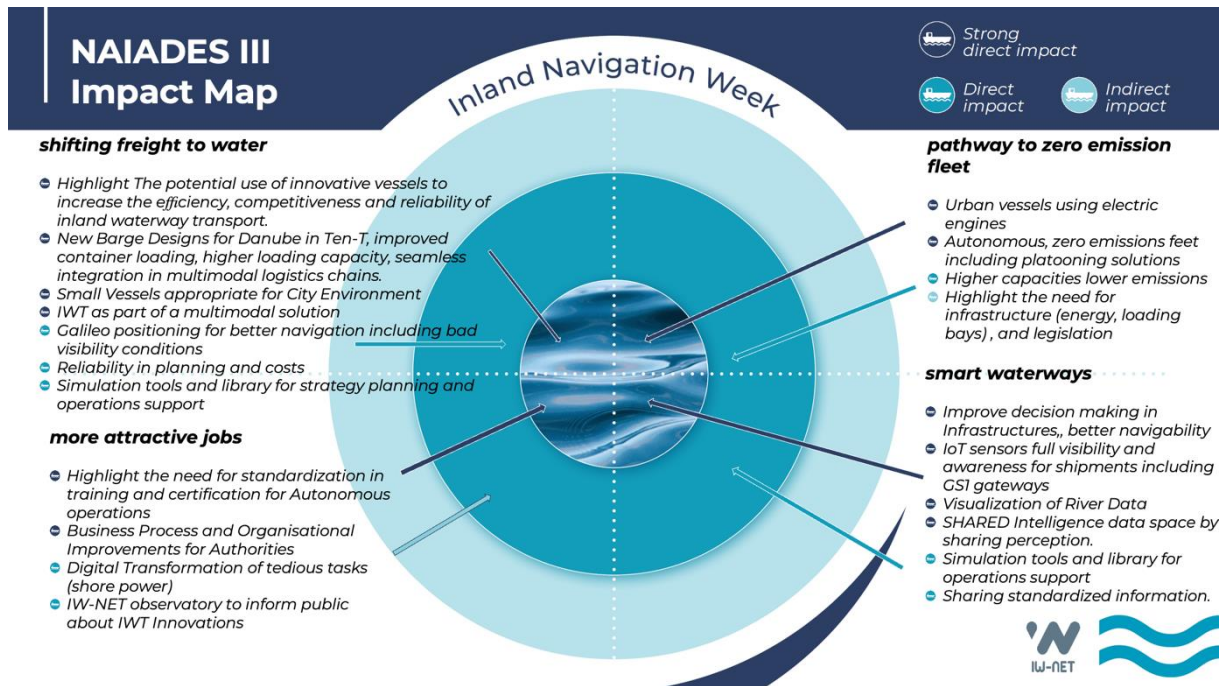 NAIADES III
Impact Map
Inland Navigation Week
Strong
direct impact
Direct
impact
Indirect
impact
shifting freight to water
Highlight The potential use of innovative vessels to
increase the efficiency, competitiveness and reliability of
inland waterway transport.
New Barge Designs for Danube in Ten-T, improved
container loading, higher loading capacity, seamless
integration in multimodal logistics chains.
Small Vessels appropriate for City Environment
IWT as part of a multimodal solution
Galileo positioning for better navigation including bad
visibility conditions
Reliability in planning and costs
Simulation tools and library for strategy planning and
operations support
more attractive jobs
Highlight the need for standardization in
training and certification for Autonomous
operations
Business Process and Organisational
Improvements for Authorities
Digital Transformation of tedious tasks
(shore power)
IW-NET observatory to inform public
about IWT Innovations
pathway to zero emission
fleet
Urban vessels using electric
engines
Autonomous, zero emissions feet
including platooning solutions
Higher capacities lower emissions
Highlight the need for
infrastructure (energy, loading
bays) , and legislation
smart waterways
Improve decision making in
Infrastructures,, better navigability
IoT sensors full visibility and
awareness for shipments including
GS1 gateways
Visualization of River Data
SHARED Intelligence data space by
sharing perception.
Simulation tools and library for
operations support
Sharing standardized information.
IW-NET